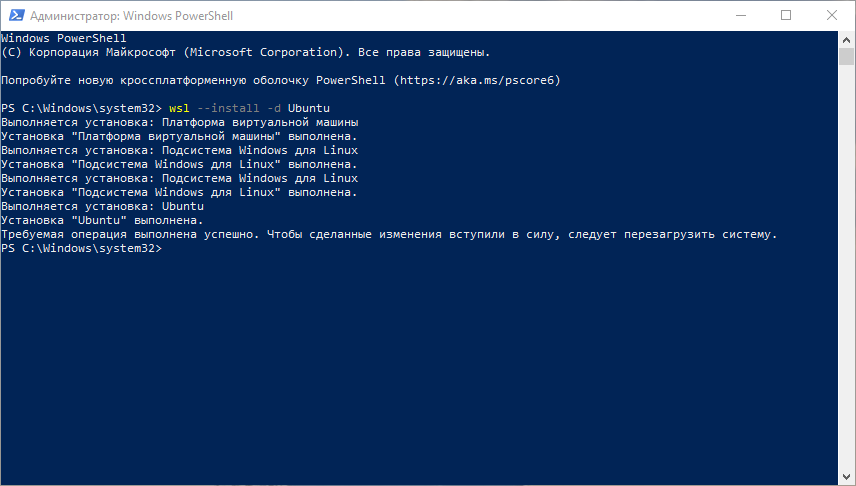 Администратор: Windows PowerShell
Windows PowerShell
(C) Корпорация Майкрософт (Microsoft Corporation). Все права защищены.
Попробуйте новую кроссплатформенную оболочку PowerShell (https://aka.ms/pscore6)
PS C:\Windows\system32> wsl --install -d Ubuntu
Выполняется установка: Платформа виртуальной машины
Установка "Платформа виртуальной машины" выполнена.
Выполняется установка: Подсистема Windows для Linux
Установка "Подсистема Windows для Linux" выполнена.
Выполняется установка: Подсистема Windows для Linux
Установка "Подсистема Windows для Linux" выполнена.
Выполняется установка: Ubuntu
Установка "Ubuntu" выполнена.
Требуемая операция выполнена успешно. Чтобы сделанные изменения вступили в силу, следует перезагрузить систему.
PS C:\Windows\system32>